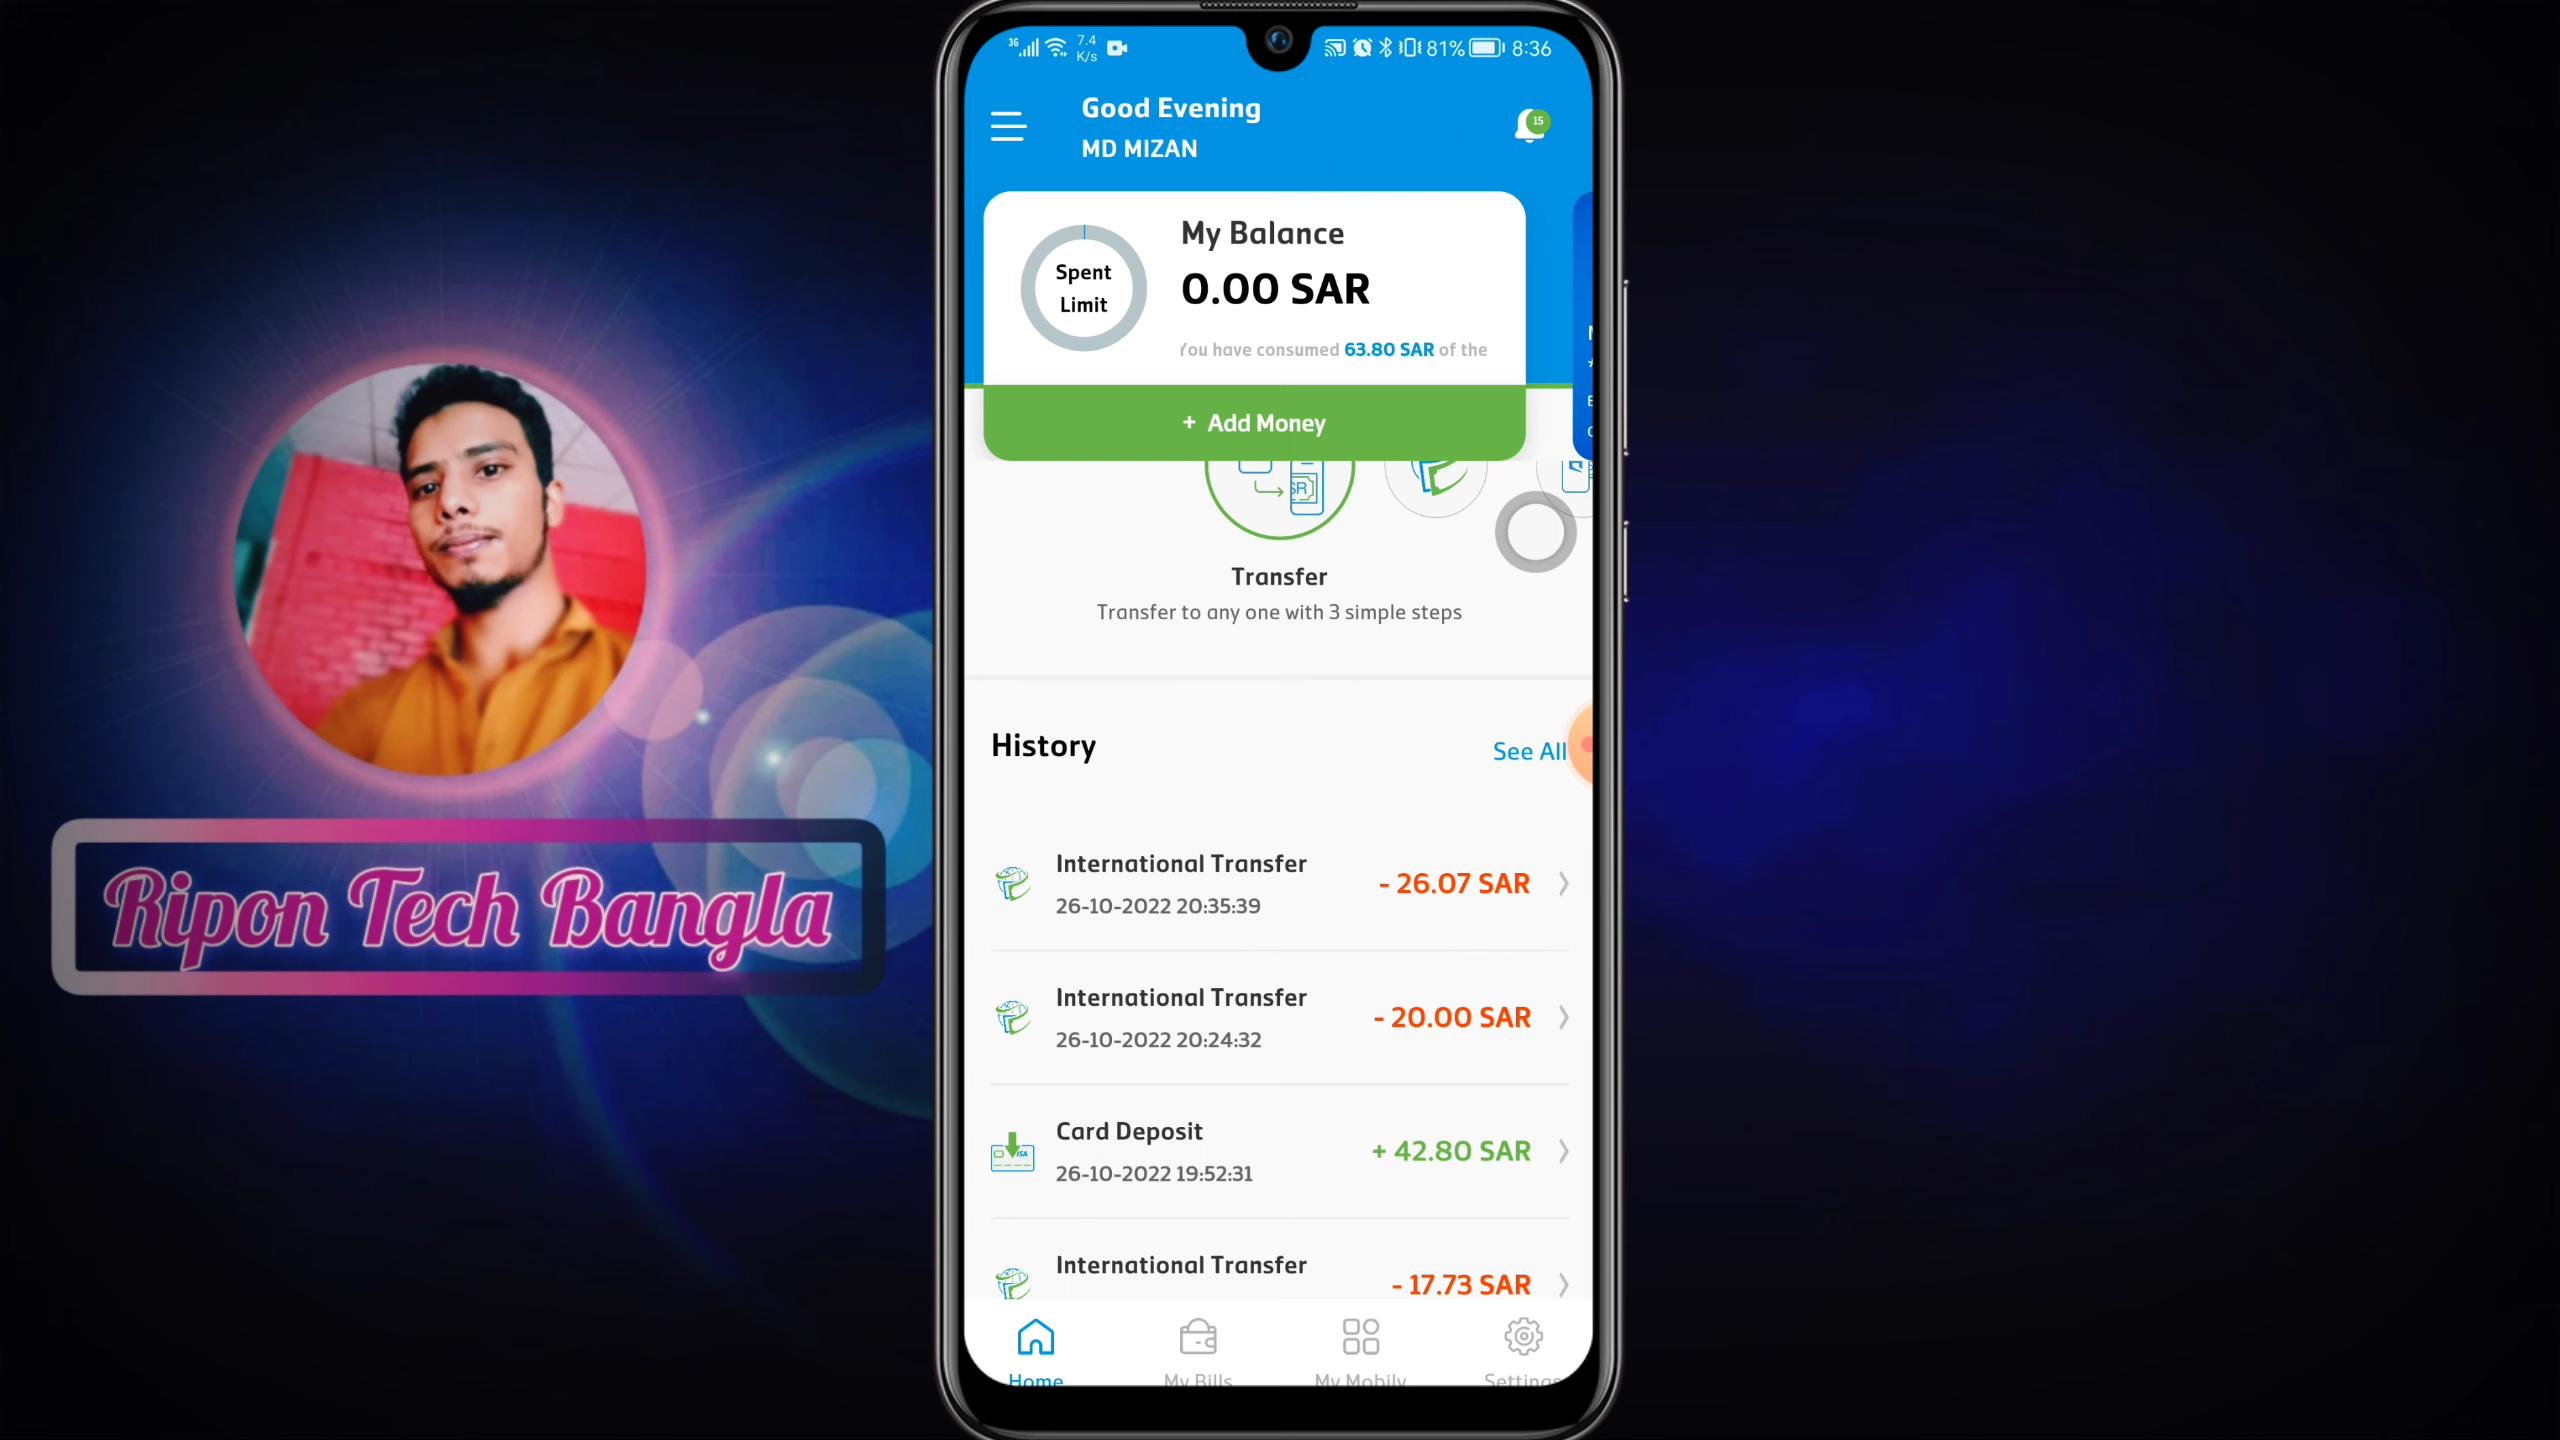 3G
7.4
K/s
81%
8:36
Good Evening
MD MIZAN
15
My Balance
0.00 SAR
Spent
Limit
You have consumed 63.80 SAR of the
+ Add Money
SR
Transfer
Transfer to any one with 3 simple steps
History
See All
International Transfer
- 26.07 SAR
26-10-2022 20:35:39
International Transfer
- 20.00 SAR
26-10-2022 20:24:32
Card Deposit
+ 42.80 SAR
26-10-2022 19:52:31
International Transfer
- 17.73 SAR
Home
My Bills
My Mobily
Settings
Ripon Tech Bangla